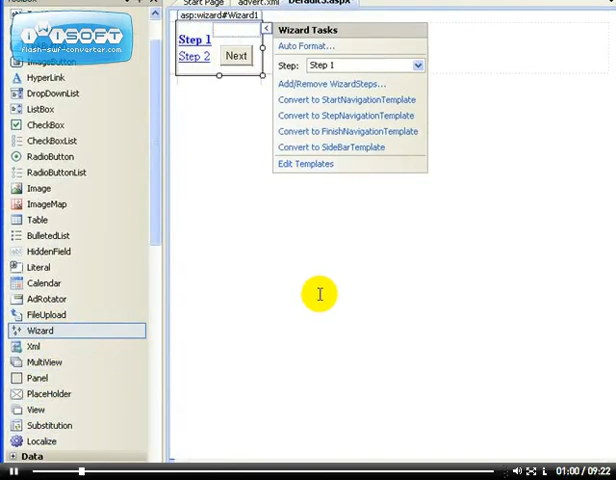 Toolbox
Start Page
advert.xml
Default3.aspx
iWiSOFT
flash-swf-converter.com
ImageButton
HyperLink
DropDownList
ListBox
CheckBox
CheckBoxList
RadioButton
RadioButtonList
Image
ImageMap
Table
BulletedList
HiddenField
Literal
Calendar
AdRotator
FileUpload
Wizard
Xml
MultiView
Panel
PlaceHolder
View
Substitution
Localize
Data
asp:wizard#Wizard1
Step 1
Step 2
Next
Wizard Tasks
Auto Format...
Step: Step 1
Add/Remove WizardSteps...
Convert to StartNavigationTemplate
Convert to StepNavigationTemplate
Convert to FinishNavigationTemplate
Convert to SideBarTemplate
Edit Templates
01:00 / 09:22